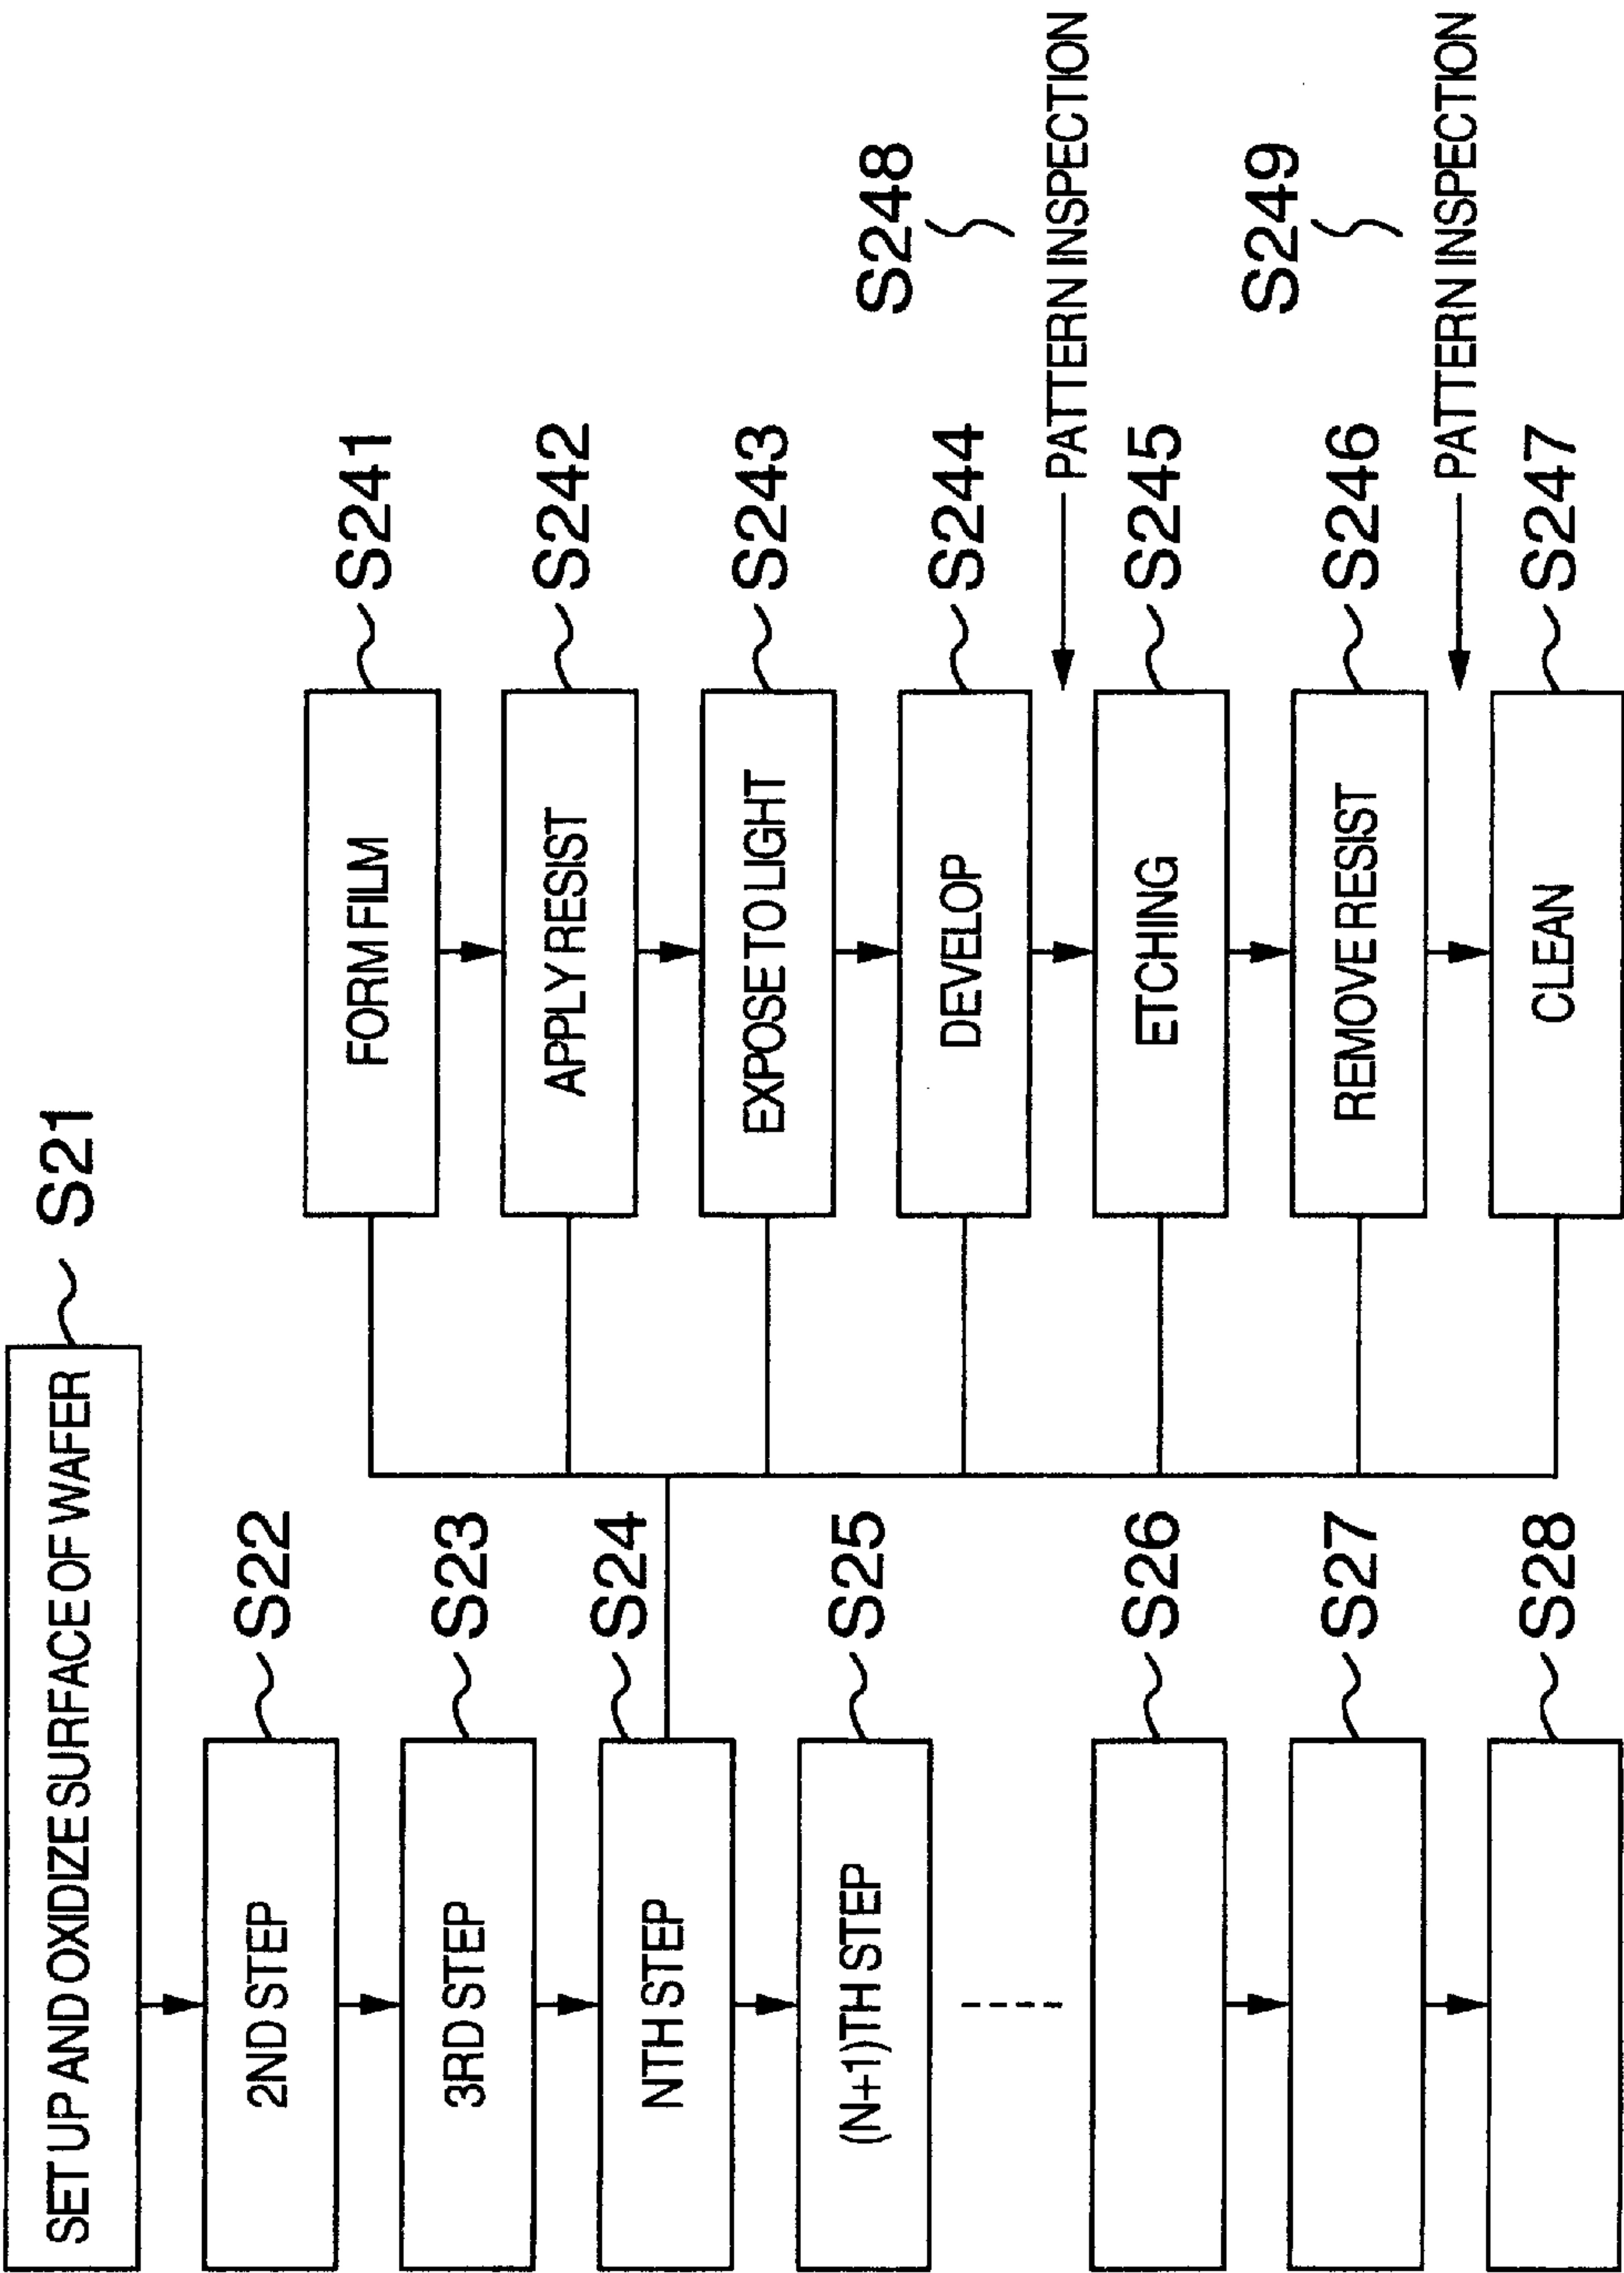 SET UP AND OXIDIZE SURFACE OF WAFER
S21
2ND STEP
S22
3RD STEP
S23
NTH STEP
S24
(N+1)TH STEP
S25
S26
S27
S28
FORM FILM
S241
APPLY RESIST
S242
EXPOSE TO LIGHT
S243
DEVELOP
S244
S248
PATTERN INSPECTION
ETCHING
S245
REMOVE RESIST
S246
S249
PATTERN INSPECTION
CLEAN
S247